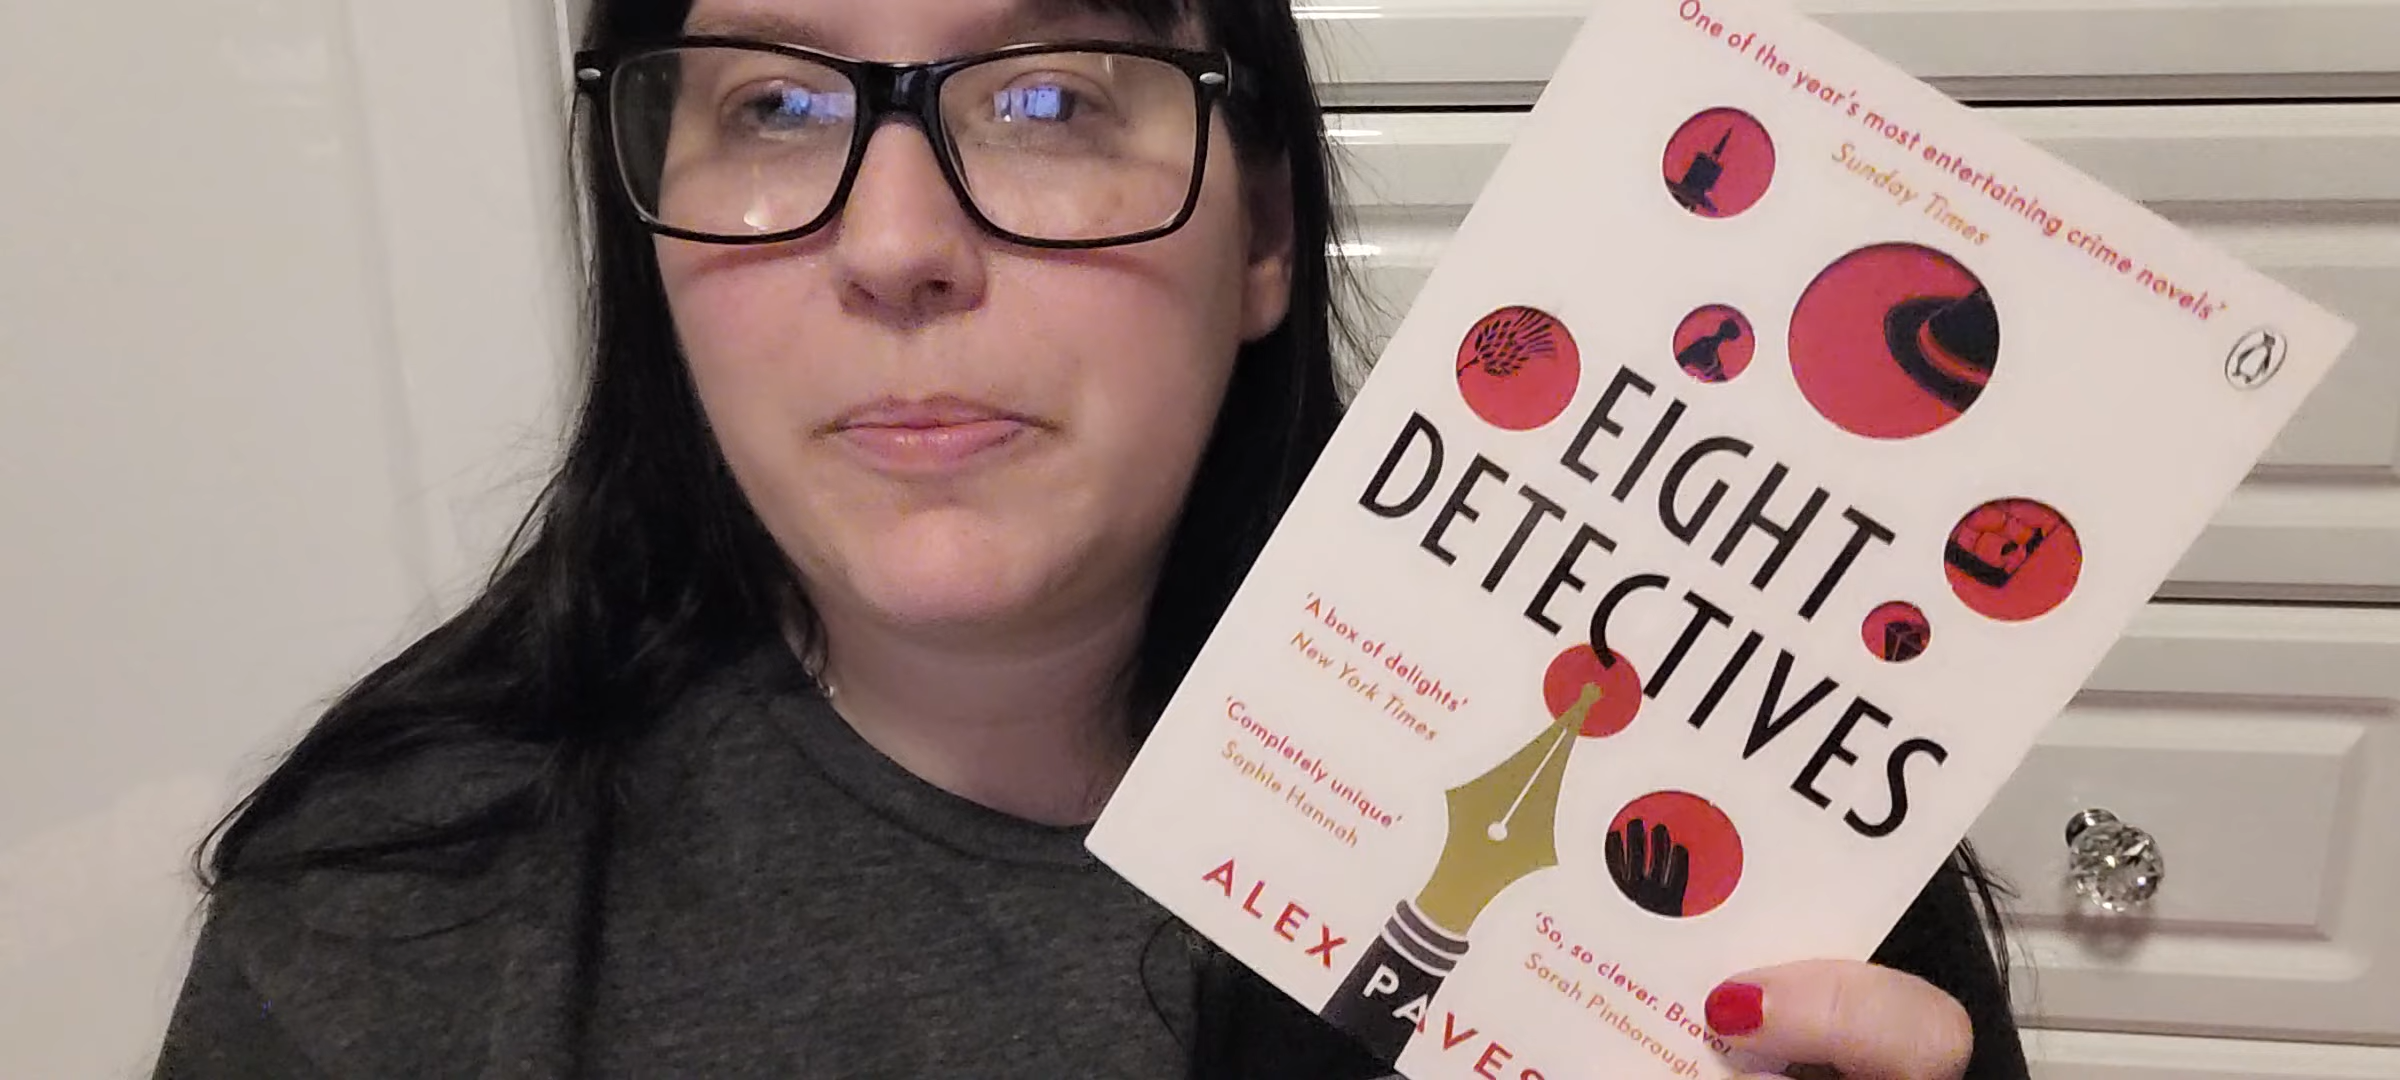 One of the year's most entertaining crime novels'
Sunday Times
EIGHT
DETECTIVES
'A box of delights'
New York Times
'Completely unique'
Sophie Hannah
'So, so clever. Bravo!
Sarah Pinborough
ALEX
PAVES